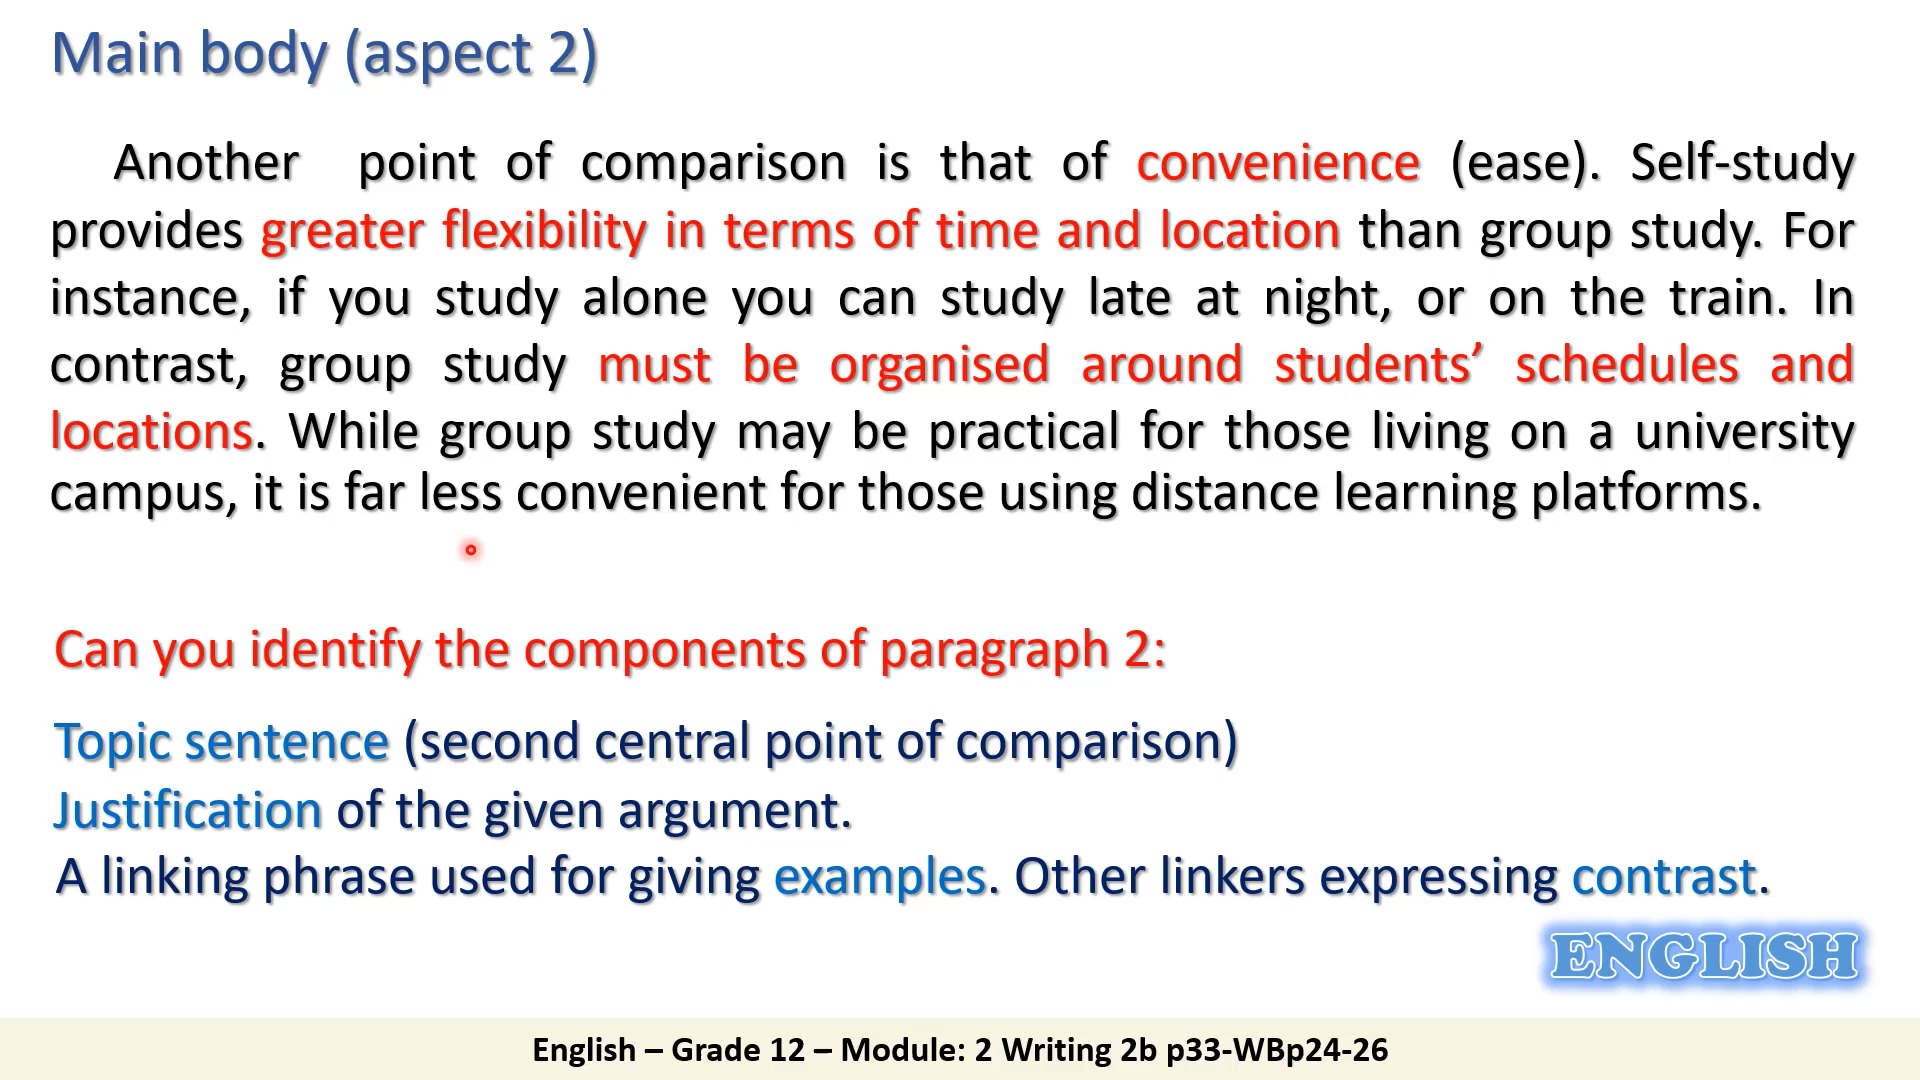 Main body (aspect 2)
Another point of comparison is that of convenience (ease). Self-study
provides greater flexibility in terms of time and location than group study. For
instance, if you study alone you can study late at night, or on the train. In
contrast, group study must be organised around students’ schedules and
locations. While group study may be practical for those living on a university
campus, it is far less convenient for those using distance learning platforms.
Can you identify the components of paragraph 2:
Topic sentence (second central point of comparison)
Justification of the given argument.
A linking phrase used for giving examples. Other linkers expressing contrast.
ENGLISH
English – Grade 12 – Module: 2 Writing 2b p33-WBp24-26